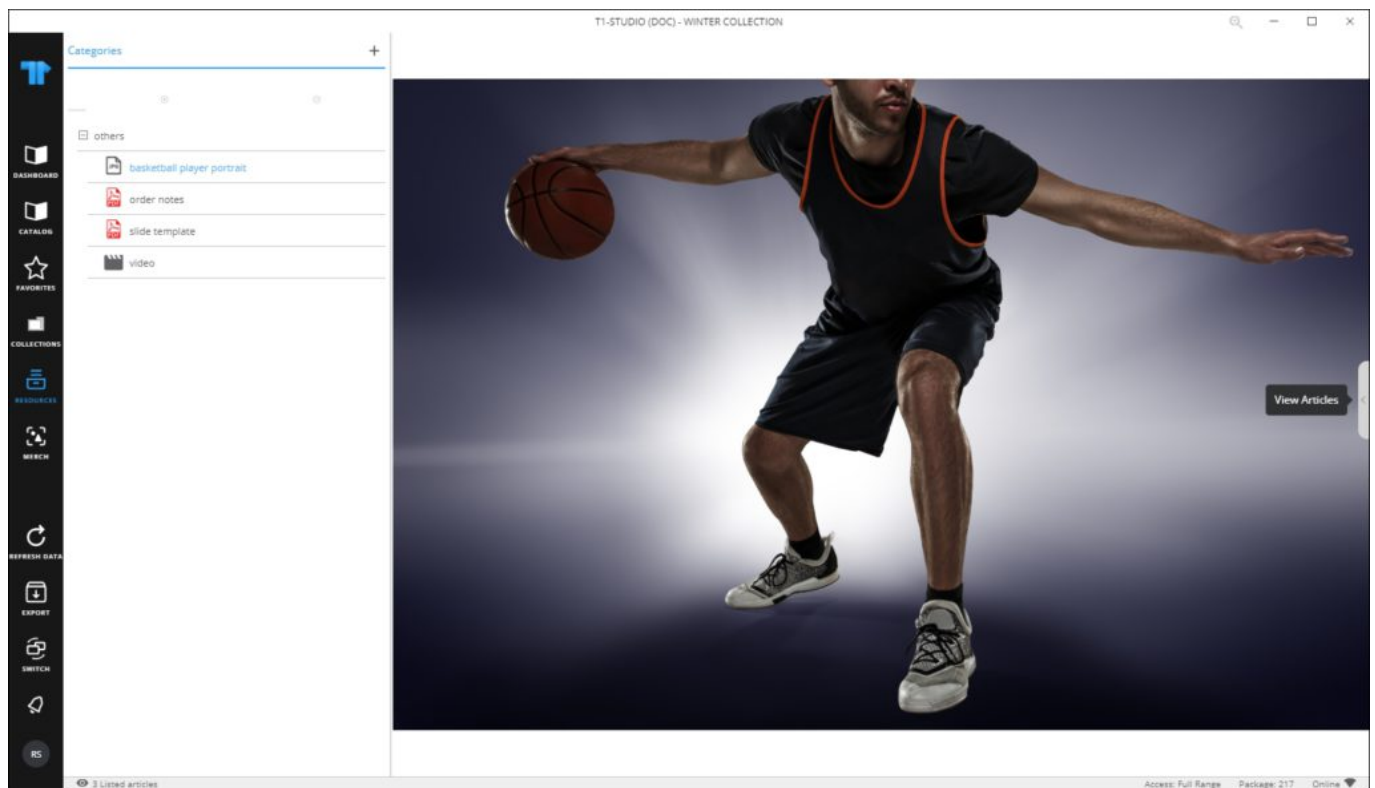 T1-STUDIO (DOC) - WINTER COLLECTION
Categories
others
basketball player portrait
order notes
slide template
video
DASHBOARD
CATALOG
FAVORITES
COLLECTIONS
RESOURCES
MERCH
REFRESH DATA
EXPORT
SWITCH
RS
View Articles
3 Listed articles
Access: Full Range
Package: 217
Online